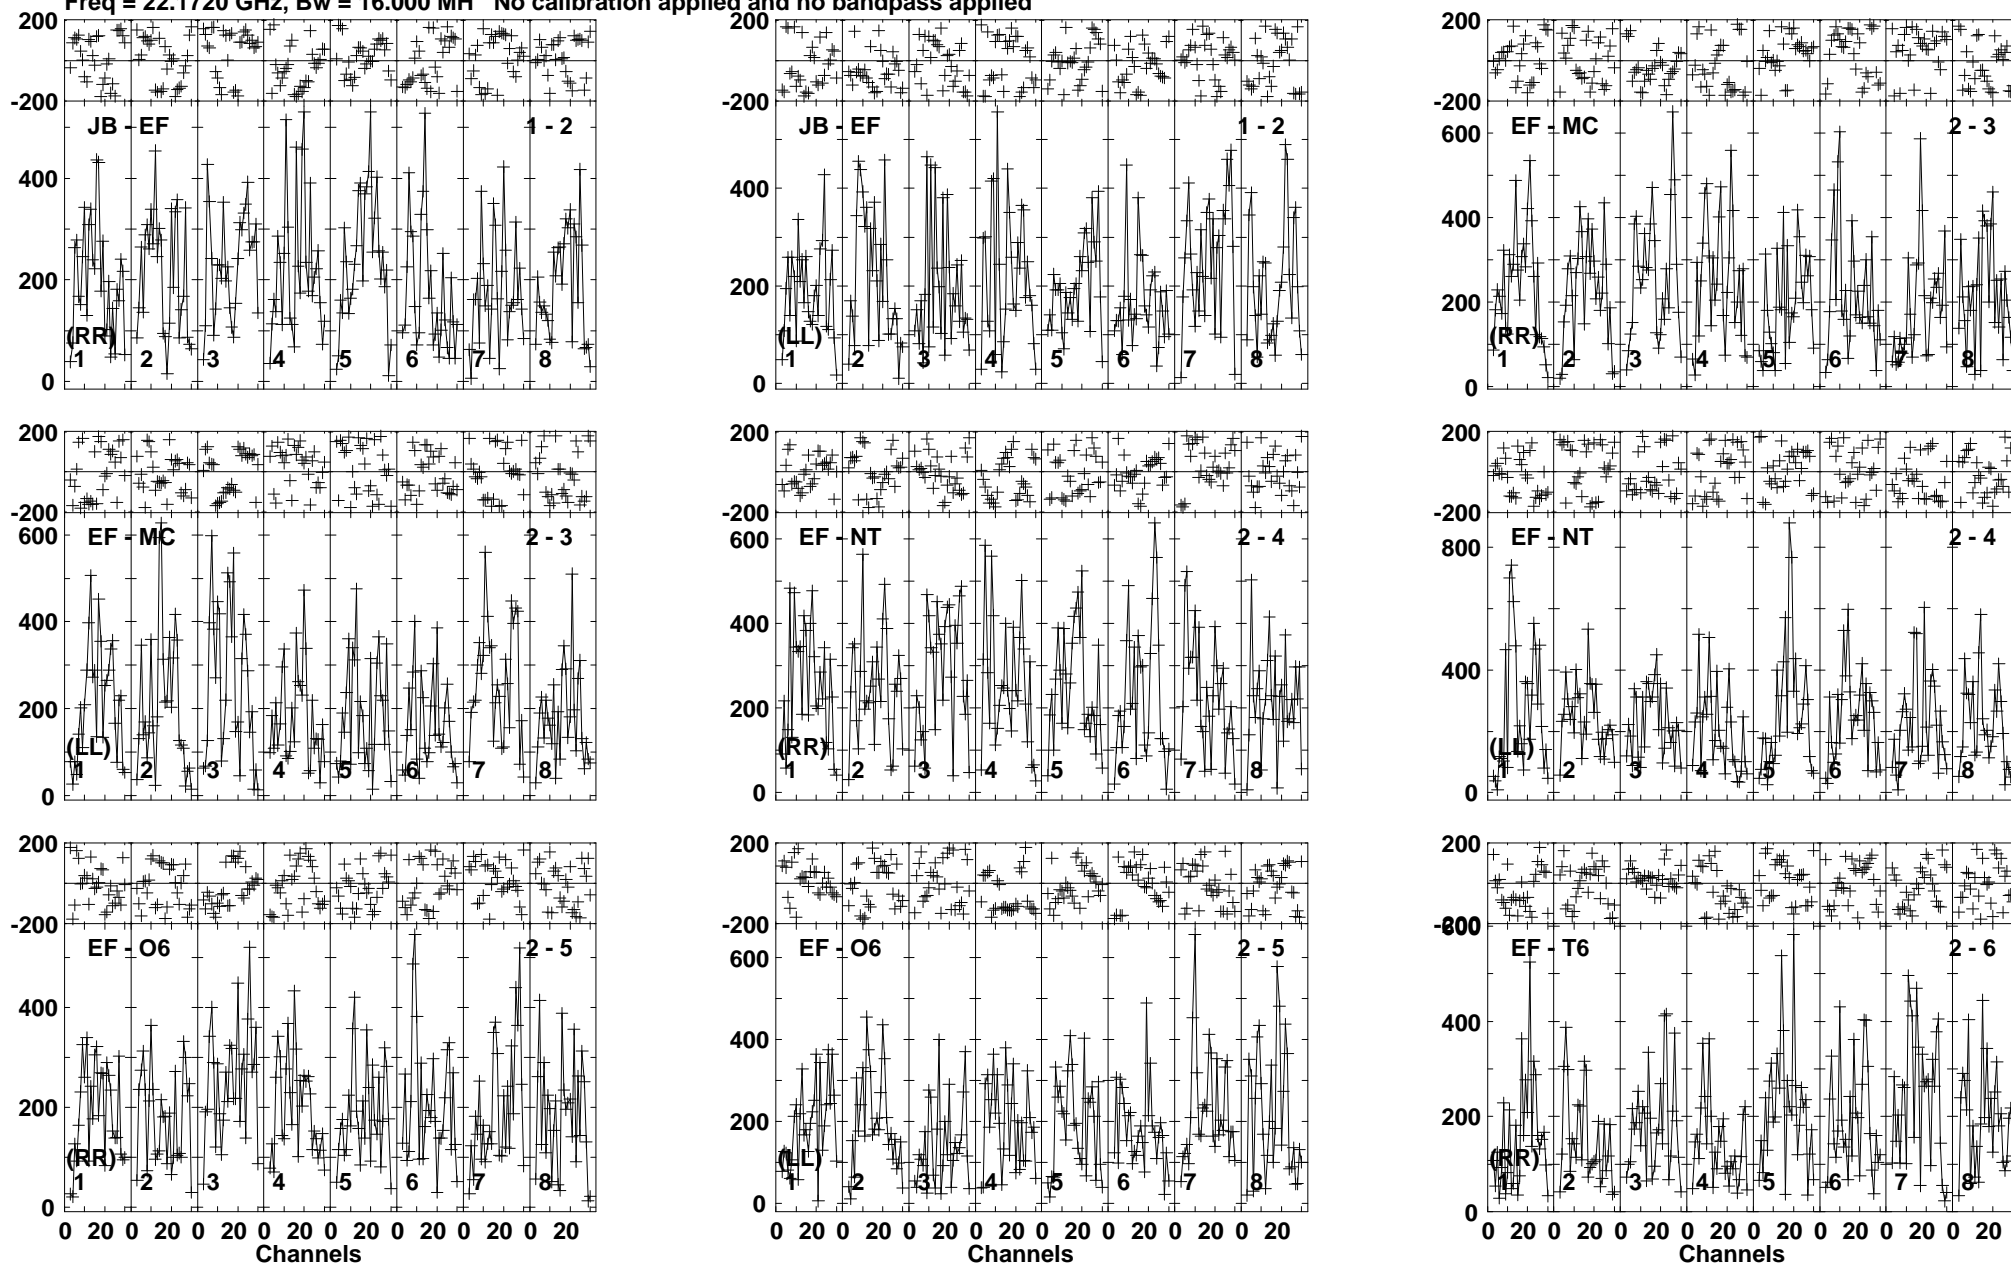 Freq = 22.1720 GHz, Bw = 16.000 MH No calibration applied and no bandpass applied
200 200 200
-200 -200 -200
JB - EF 1 - 2 JB - EF 1 - 2 EF - MC 2 - 3
600
400 400 400
200 200 200
(RR) (LL) (RR)
1 2 3 4 5 6 7 8 1 2 3 4 5 6 7 8 1 2 3 4 5 6 7 8
0 0 0
200 200 200
-200 -200 -200
EF - MC 2 - 3 EF - NT 2 - 4 EF - NT 2 - 4
600 600 800
400 400 400
200 200
(LL) (RR) (LL)
1 2 3 4 5 6 7 8 1 2 3 4 5 6 7 8 1 2 3 4 5 6 7 8
0 0 0
200 200 200
-200 -200 -200
600
EF - O6 2 - 5 EF - O6 2 - 5 EF - T6 2 - 6
600
400 400 400
200 200 200
(RR) (LL) (RR)
1 2 3 4 5 6 7 8 1 2 3 4 5 6 7 8 1 2 3 4 5 6 7 8
0 0 0
0 20 0 20 0 20 0 20 0 20 0 20 0 20 0 20 0 20 0 20 0 20 0 20 0 20 0 20 0 20 0 20 0 20 0 20 0 20 0 20 0 20 0 20 0 20 0 20
Channels Channels Channels